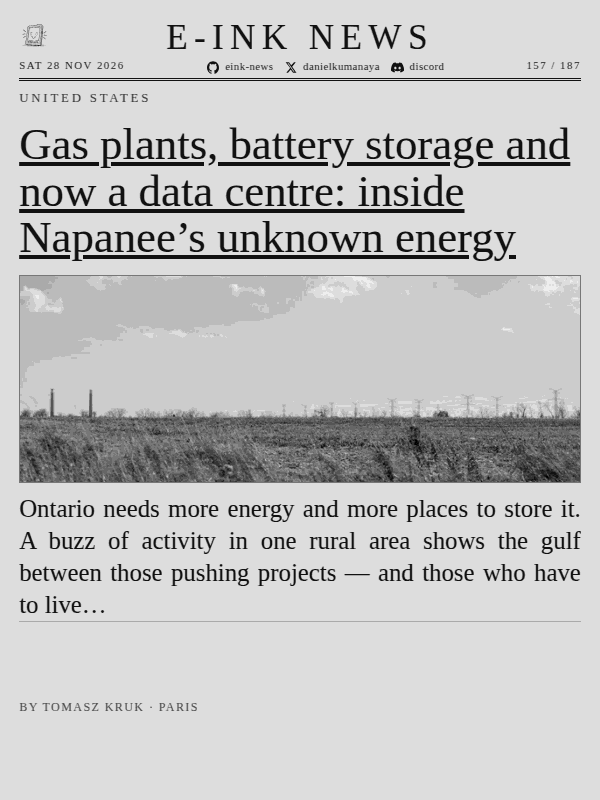 E-INK NEWS
SAT 28 NOV 2026
eink-news
danielkumanaya
discord
157 / 187
UNITED STATES
Gas plants, battery storage and
now a data centre: inside
Napanee’s unknown energy
Ontario needs more energy and more places to store it.
A buzz of activity in one rural area shows the gulf
between those pushing projects — and those who have
to live…
BY TOMASZ KRUK · PARIS